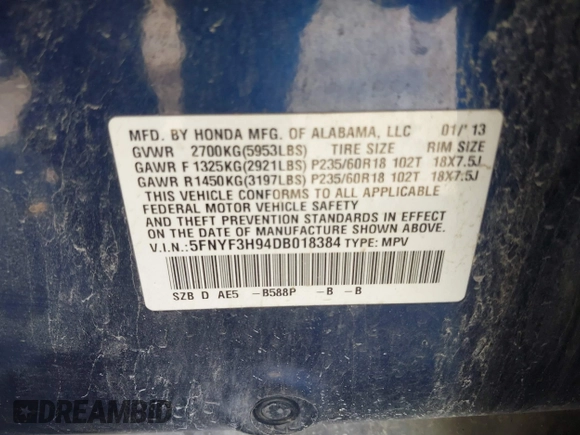 MFD. BY HONDA MFG. OF ALABAMA, LLC 01/'13
GVWR 2700KG(5953LBS) TIRE SIZE RIM SIZE
GAWR F 1325KG(2921LBS) P235/60R18 102T 18X7.5J
GAWR R 1450KG(3197LBS) P235/60R18 102T 18X7.5J
THIS VEHICLE CONFORMS TO ALL APPLICABLE
FEDERAL MOTOR VEHICLE SAFETY
AND THEFT PREVENTION STANDARDS IN EFFECT
ON THE DATE OF MANUFACTURE SHOWN ABOVE.
V.I.N.:5FNYF3H94DB018384 TYPE: MPV
SZB D AE5 –B588P –B –B
DREAMBID